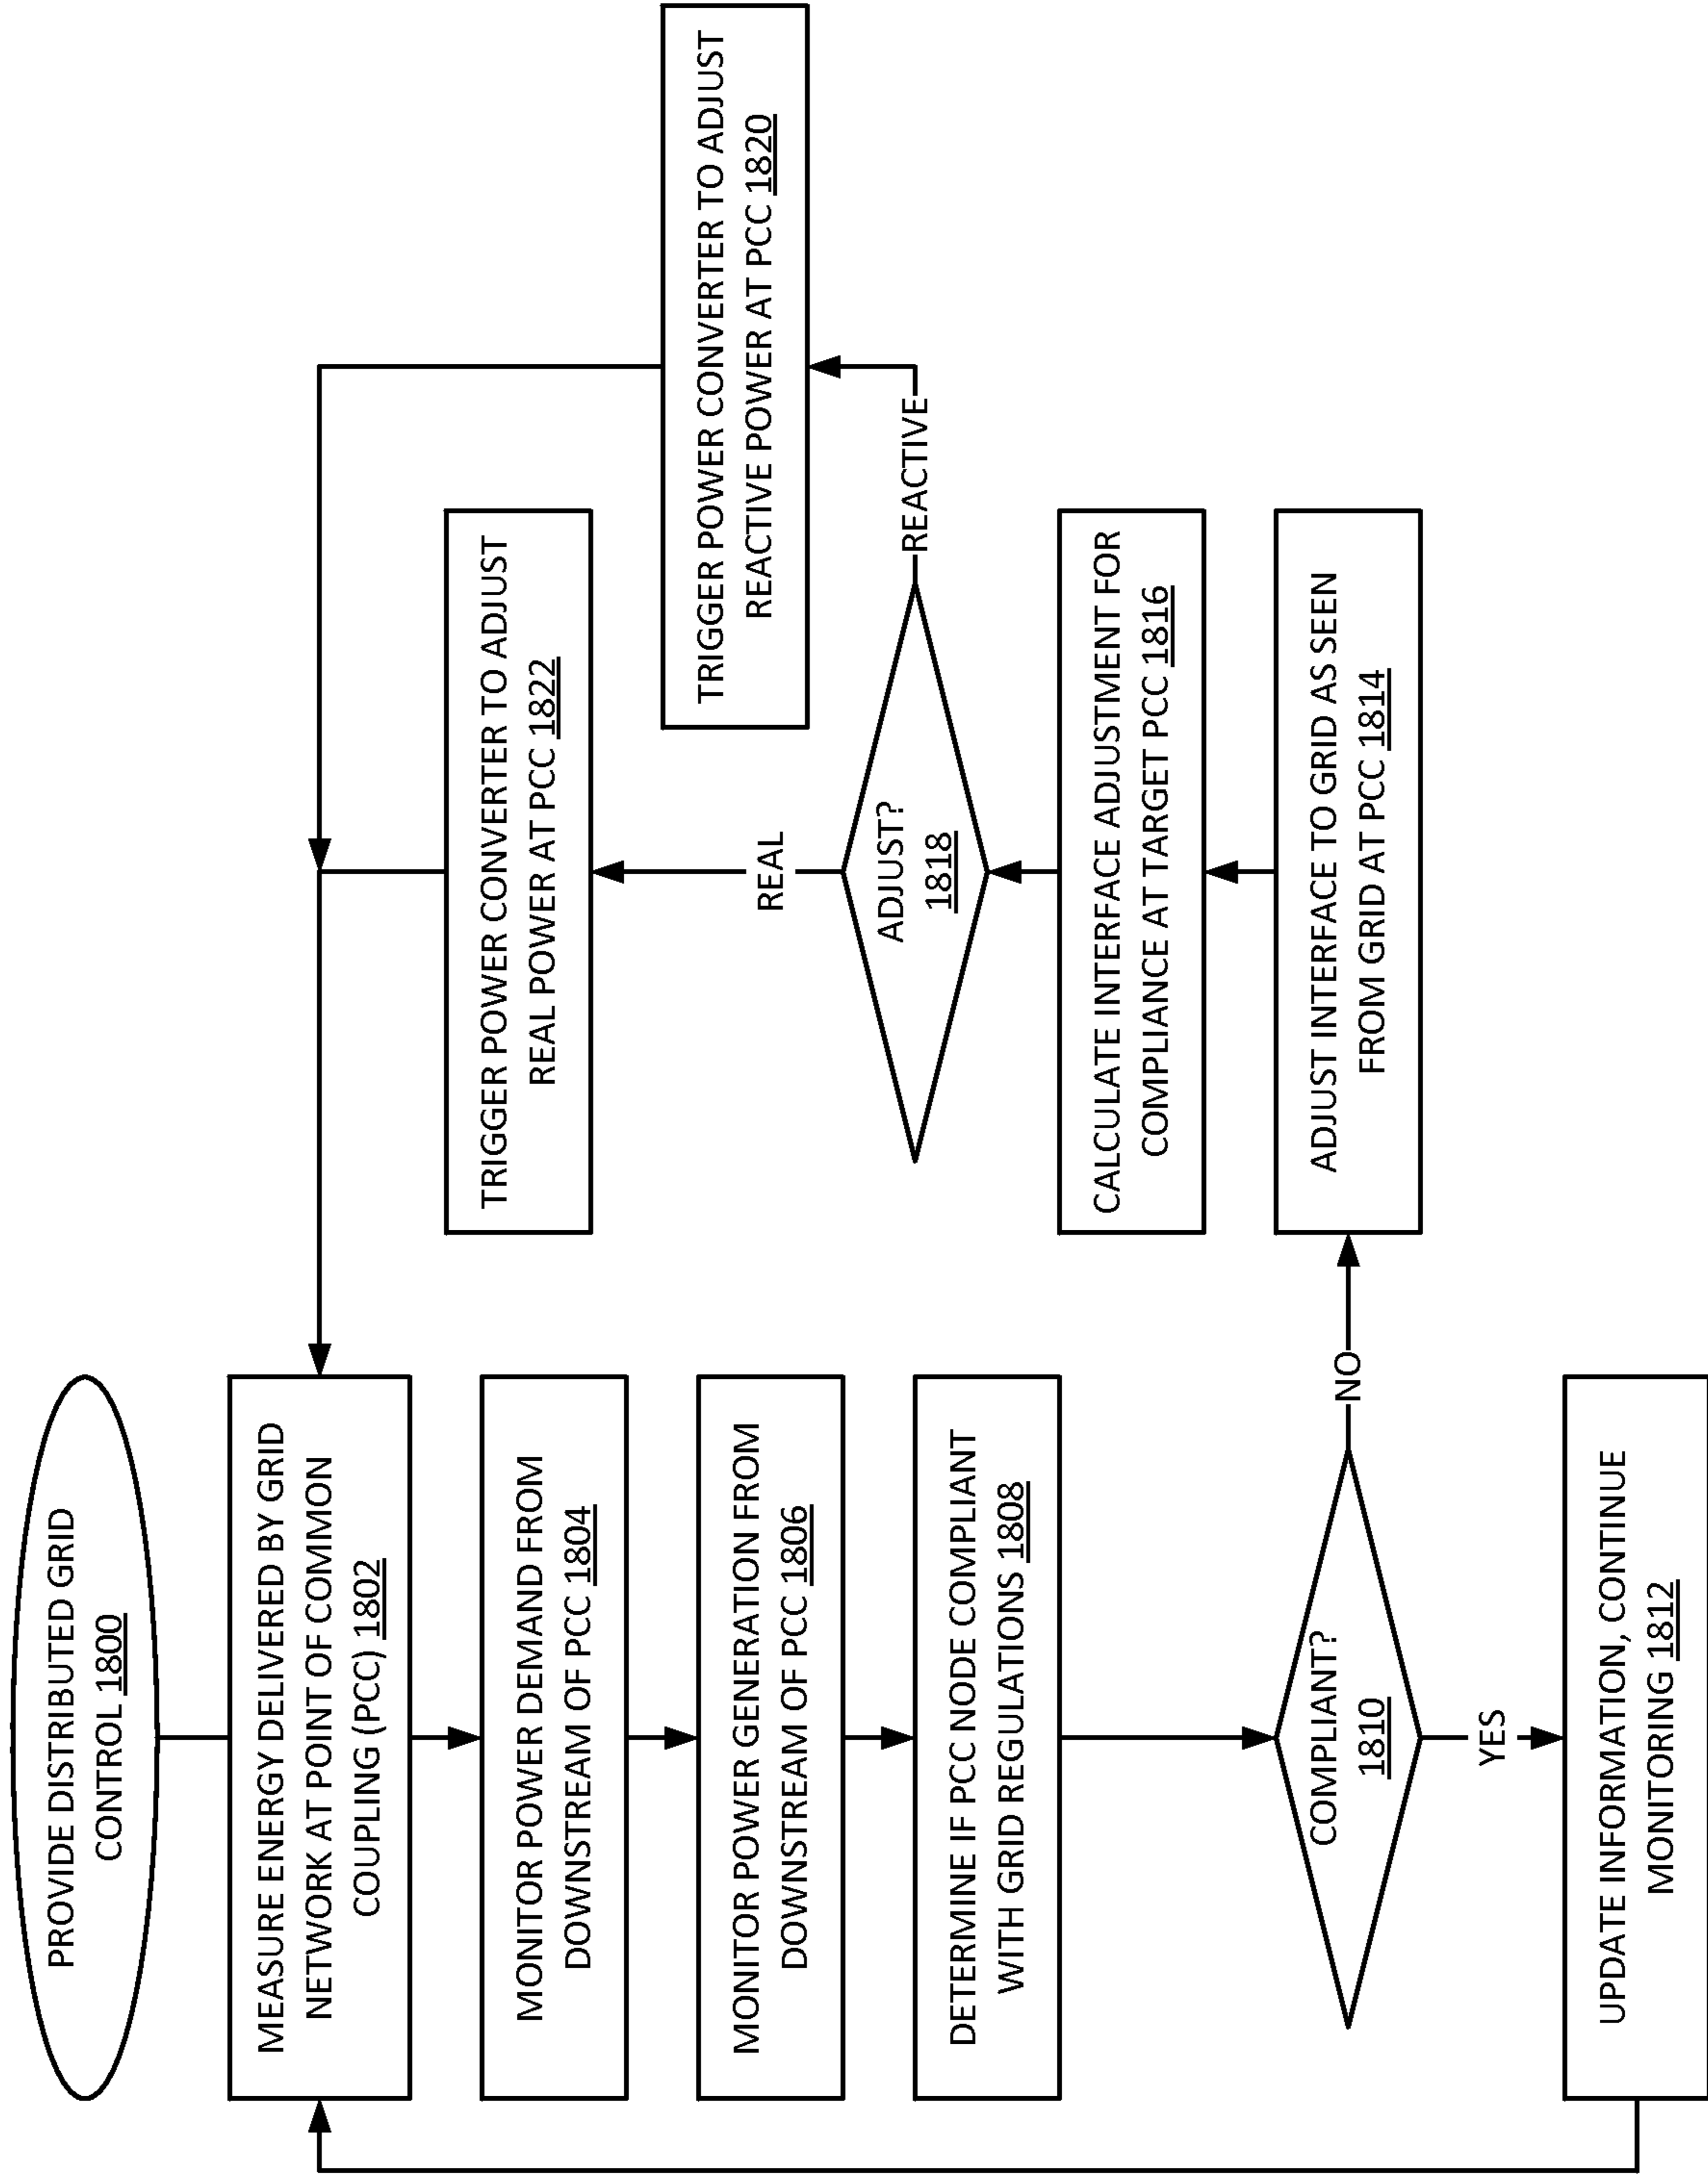 PROVIDE DISTRIBUTED GRID
CONTROL 1800
MEASURE ENERGY DELIVERED BY GRID
NETWORK AT POINT OF COMMON
COUPLING (PCC) 1802
MONITOR POWER DEMAND FROM
DOWNSTREAM OF PCC 1804
MONITOR POWER GENERATION FROM
DOWNSTREAM OF PCC 1806
DETERMINE IF PCC NODE COMPLIANT
WITH GRID REGULATIONS 1808
COMPLIANT?
1810
YES
UPDATE INFORMATION, CONTINUE
MONITORING 1812
NO
ADJUST INTERFACE TO GRID AS SEEN
FROM GRID AT PCC 1814
CALCULATE INTERFACE ADJUSTMENT FOR
COMPLIANCE AT TARGET PCC 1816
ADJUST?
1818
REAL
REACTIVE
TRIGGER POWER CONVERTER TO ADJUST
REACTIVE POWER AT PCC 1820
TRIGGER POWER CONVERTER TO ADJUST
REAL POWER AT PCC 1822